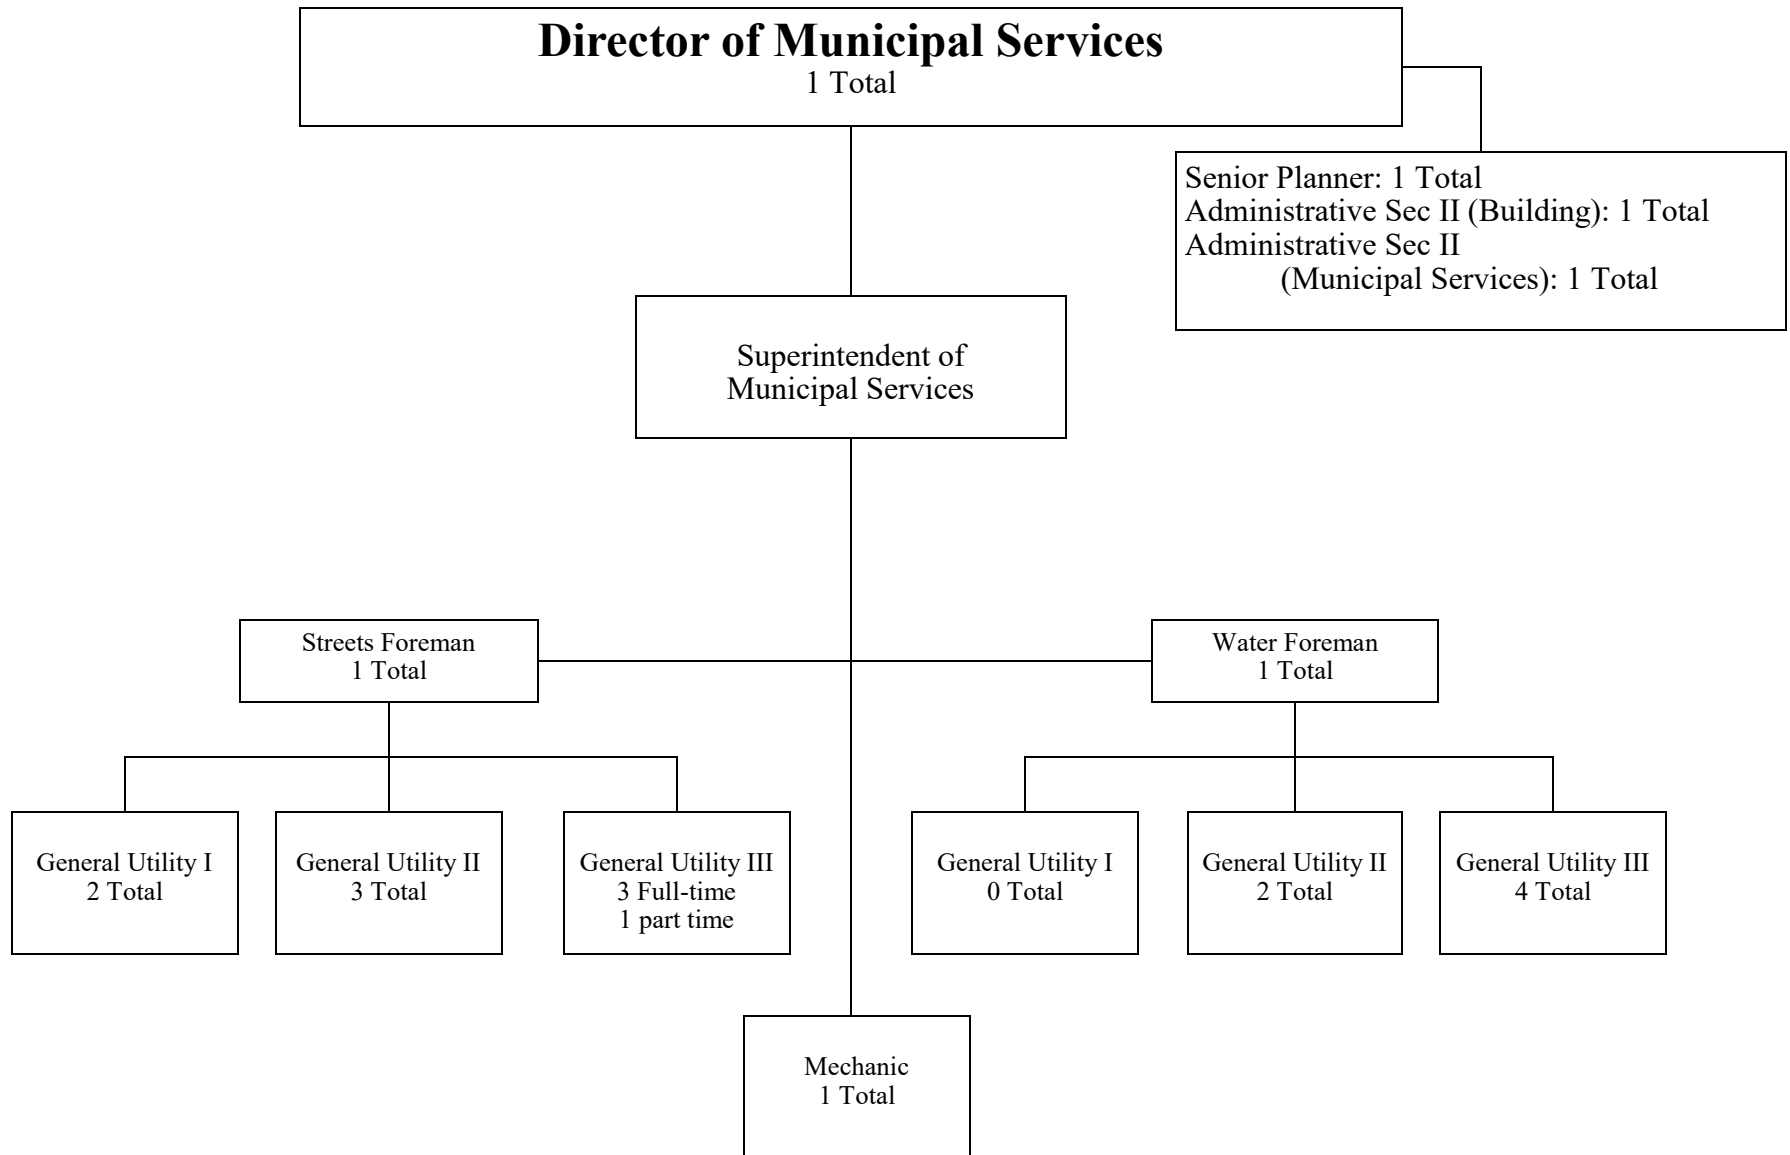 Director of Municipal Services
1 Total
Senior Planner: 1 Total
Administrative Sec II (Building): 1 Total
Administrative Sec II
(Municipal Services): 1 Total
Superintendent of
Municipal Services
Streets Foreman
1 Total
Water Foreman
1 Total
General Utility I
2 Total
General Utility II
3 Total
General Utility III
3 Full-time
1 part time
General Utility I
0 Total
General Utility II
2 Total
General Utility III
4 Total
Mechanic
1 Total